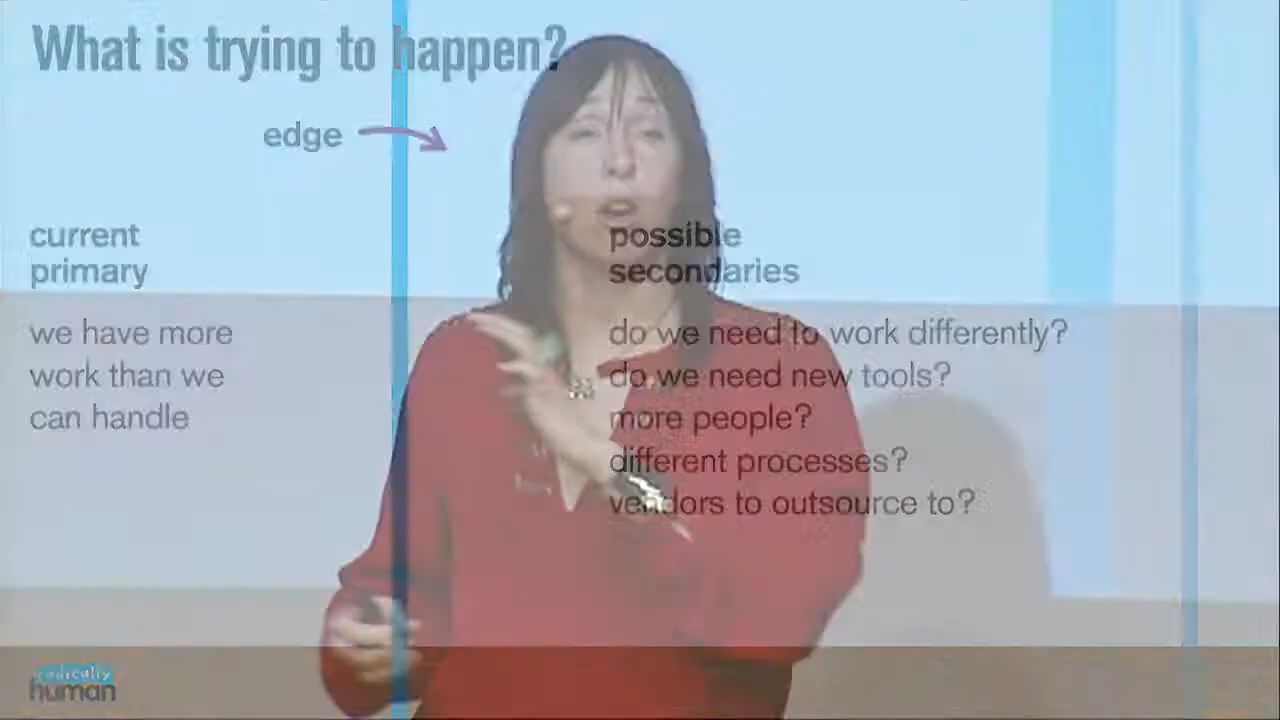 What is trying to happen?
edge
current
primary
possible
secondaries
we have more
work than we
can handle
do we need to work differently?
do we need new tools?
more people?
different processes?
vendors to outsource to?
radically
human